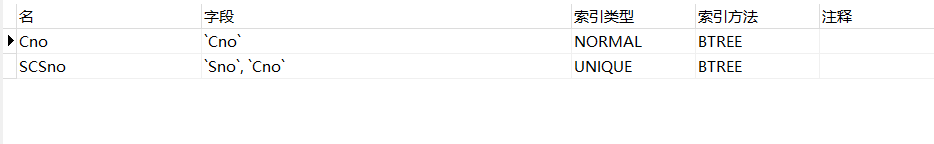 名 字段 索引类型 索引方法 注释
Cno `Cno` NORMAL BTREE
SCSno `Sno`, `Cno` UNIQUE BTREE